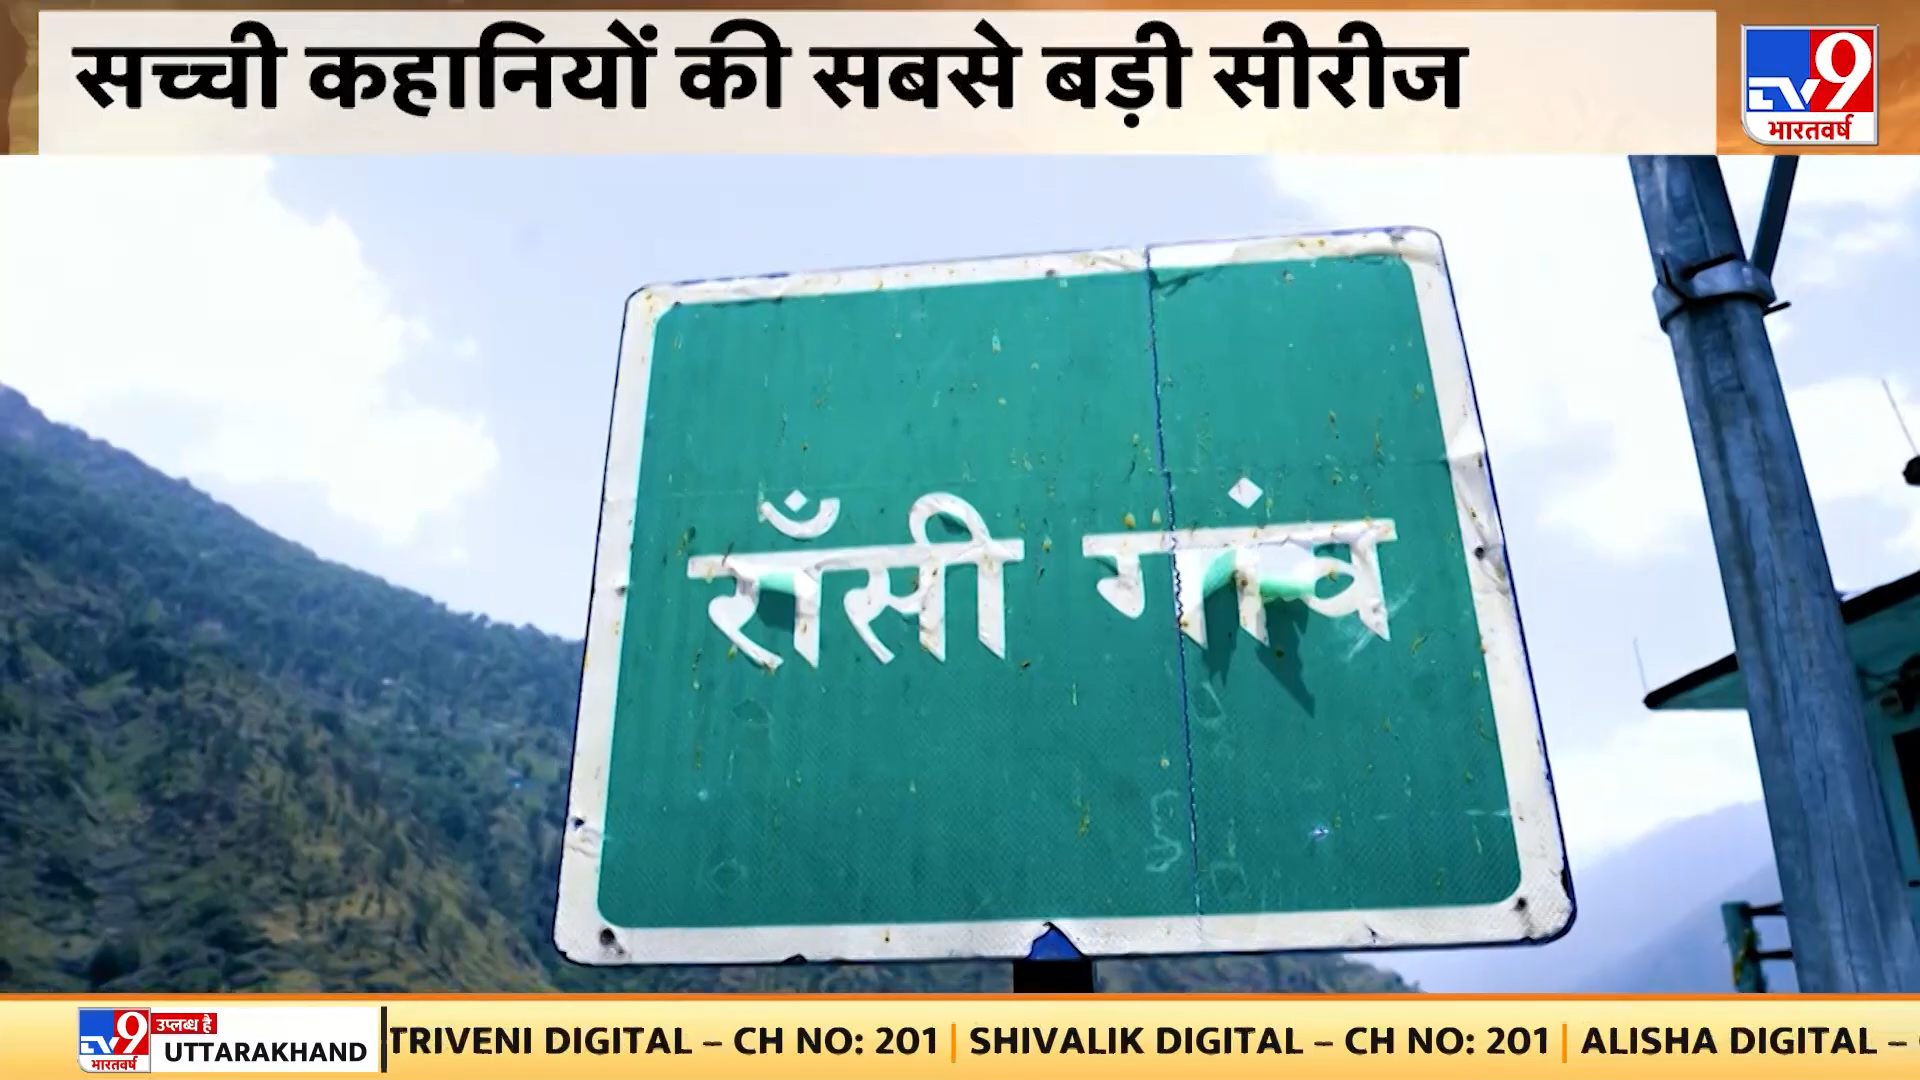 सच्ची कहानियों की सबसे बड़ी सीरीज
TV9
भारतवर्ष
राँसी गांव
TV9
भारतवर्ष
उपलब्ध है
UTTARAKHAND
TRIVENI DIGITAL – CH NO: 201 | SHIVALIK DIGITAL – CH NO: 201 | ALISHA DIGITAL –